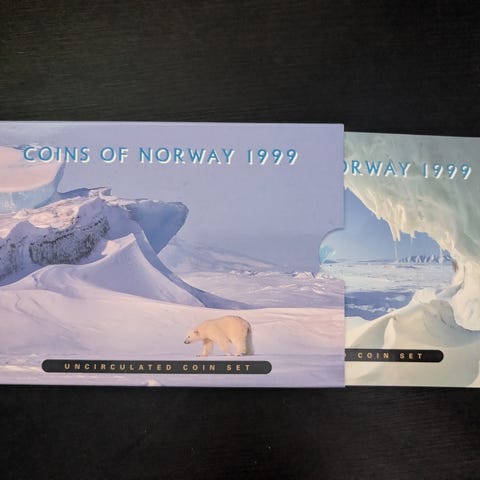 COINS OF NORWAY 1999
ORWAY 1999
UNCIRCULATED COIN SET
COIN SET